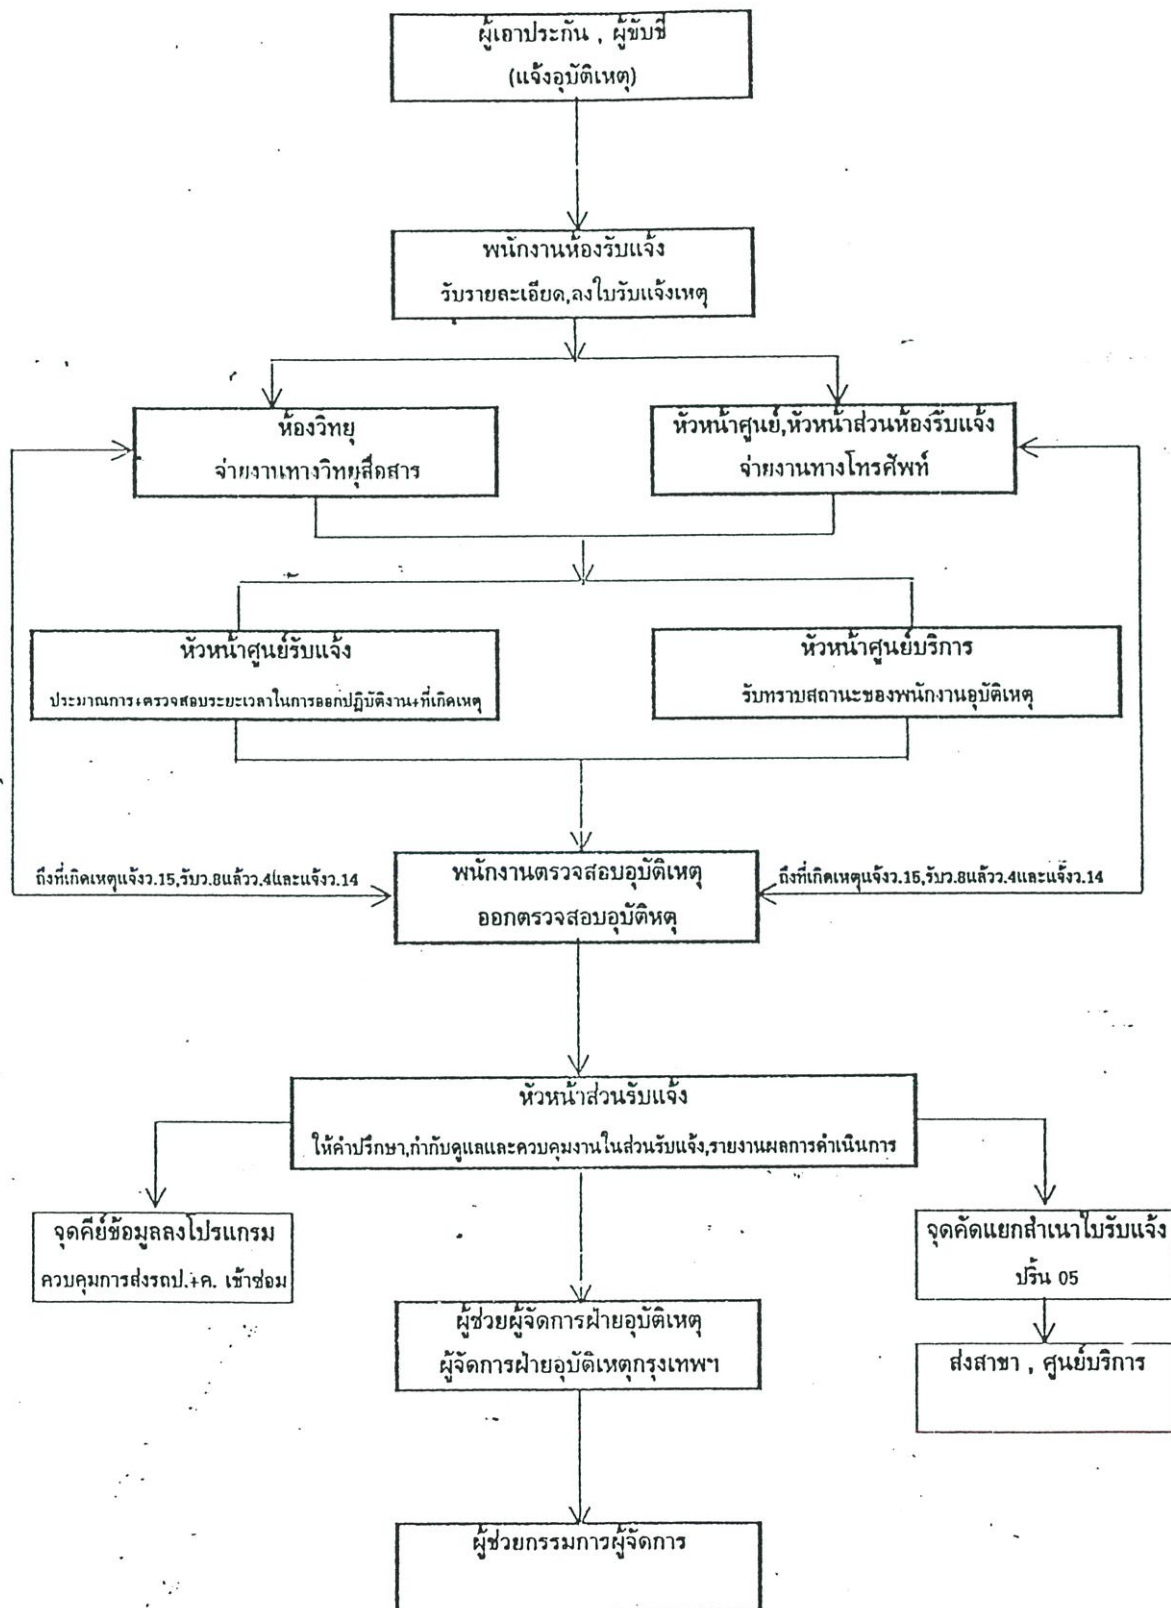 ผู้เอาประกัน , ผู้ขับขี่
(แจ้งอุบัติเหตุ)
พนักงานห้องรับแจ้ง
รับรายละเอียด,ลงใบรับแจ้งเหตุ
ห้องวิทยุ
จ่ายงานทางวิทยุสื่อสาร
หัวหน้าศูนย์,หัวหน้าส่วนห้องรับแจ้ง
จ่ายงานทางโทรศัพท์
หัวหน้าศูนย์รับแจ้ง
ประมาณการ+ตรวจสอบระยะเวลาในการออกปฏิบัติงาน+ที่เกิดเหตุ
หัวหน้าศูนย์บริการ
รับทราบสถานะของพนักงานอุบัติเหตุ
ถึงที่เกิดเหตุแจ้งว.15,รับว.8แล้วว.4และแจ้งว.14
พนักงานตรวจสอบอุบัติเหตุ
ออกตรวจสอบอุบัติหตุ
ถึงที่เกิดเหตุแจ้งว.15,รับว.8แล้วว.4และแจ้งว.14
หัวหน้าส่วนรับแจ้ง
ให้คำปรึกษา,กำกับดูแลและควบคุมงานในส่วนรับแจ้ง,รายงานผลการดำเนินการ
จุดคีย์ข้อมูลลงโปรแกรม
ควบคุมการส่งรถป.+ค. เข้าซ่อม
จุดคัดแยกสำเนาใบรับแจ้ง
ปริ้น 05
ผู้ช่วยผู้จัดการฝ่ายอุบัติเหตุ
ผู้จัดการฝ่ายอุบัติเหตุกรุงเทพฯ
ส่งสาขา , ศูนย์บริการ
ผู้ช่วยกรรมการผู้จัดการ